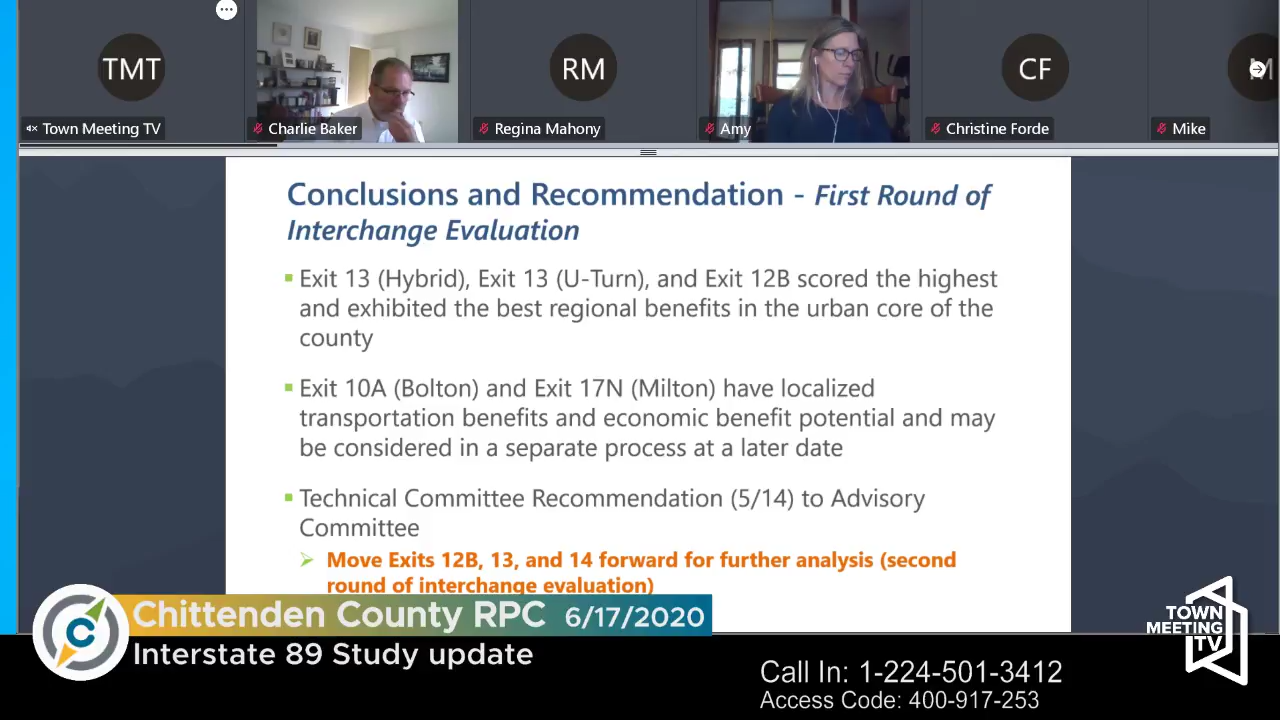 TMT
RM
CF
M
Town Meeting TV
Charlie Baker
Regina Mahony
Amy
Christine Forde
Mike
Conclusions and Recommendation - First Round of
Interchange Evaluation
Exit 13 (Hybrid), Exit 13 (U-Turn), and Exit 12B scored the highest
and exhibited the best regional benefits in the urban core of the
county
Exit 10A (Bolton) and Exit 17N (Milton) have localized
transportation benefits and economic benefit potential and may
be considered in a separate process at a later date
Technical Committee Recommendation (5/14) to Advisory
Committee
Move Exits 12B, 13, and 14 forward for further analysis (second
round of interchange evaluation)
C
Chittenden County RPC 6/17/2020
Interstate 89 Study update
TOWN
MEETING
TV
Call In: 1-224-501-3412
Access Code: 400-917-253